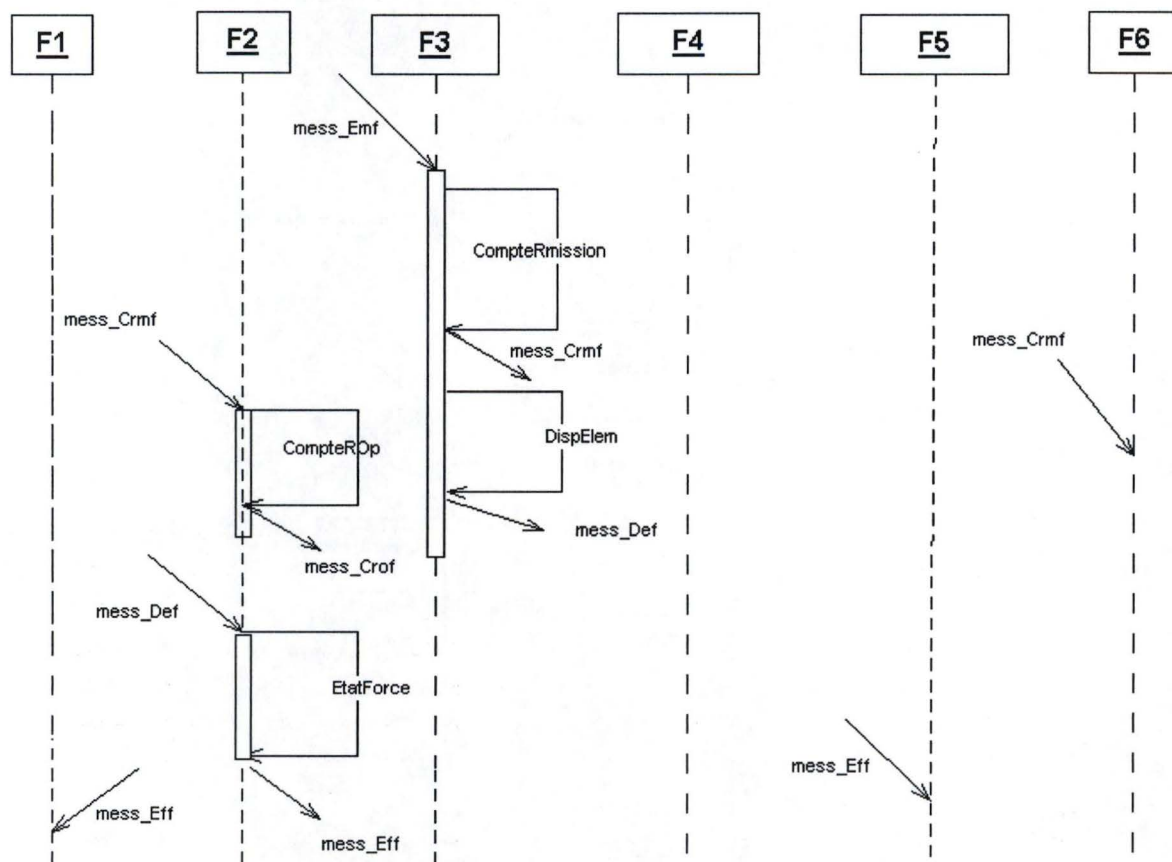 F1
F2
F3
F4
F5
F6
mess_Emf
CompteRmission
mess_Crmf
mess_Crmf
mess_Crmf
CompteROp
DispElem
mess_Def
mess_Crof
mess_Def
EtatForce
mess_Eff
mess_Eff
mess_Eff